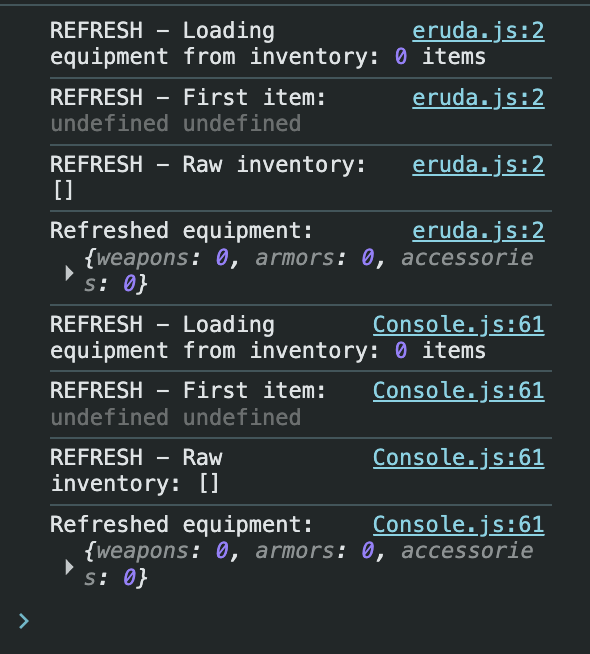 REFRESH – Loading eruda.js:2
equipment from inventory: 0 items
REFRESH – First item: eruda.js:2
undefined undefined
REFRESH – Raw inventory: eruda.js:2
[]
Refreshed equipment: eruda.js:2
{weapons: 0, armors: 0, accessorie
s: 0}
REFRESH – Loading Console.js:61
equipment from inventory: 0 items
REFRESH – First item: Console.js:61
undefined undefined
REFRESH – Raw Console.js:61
inventory: []
Refreshed equipment: Console.js:61
{weapons: 0, armors: 0, accessorie
s: 0}